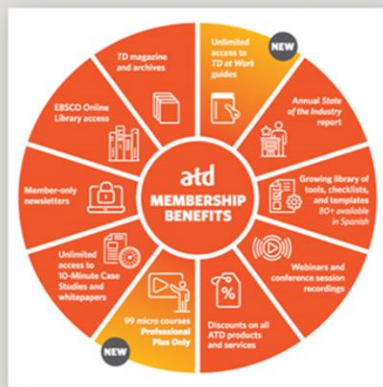 NEW
Unlimited
access to
TD at Work
guides
Annual State
of the Industry
report
Growing library of
tools, checklists,
and templates
80+ available
in Spanish
Webinars and
conference session
recordings
Discounts on all
ATD products
and services
99 micro courses
Professional
Plus Only
NEW
Unlimited
access to
10-Minute Case
Studies and
whitepapers
Member-only
newsletters
EBSCO Online
Library access
TD magazine
and archives
atd
MEMBERSHIP
BENEFITS
%